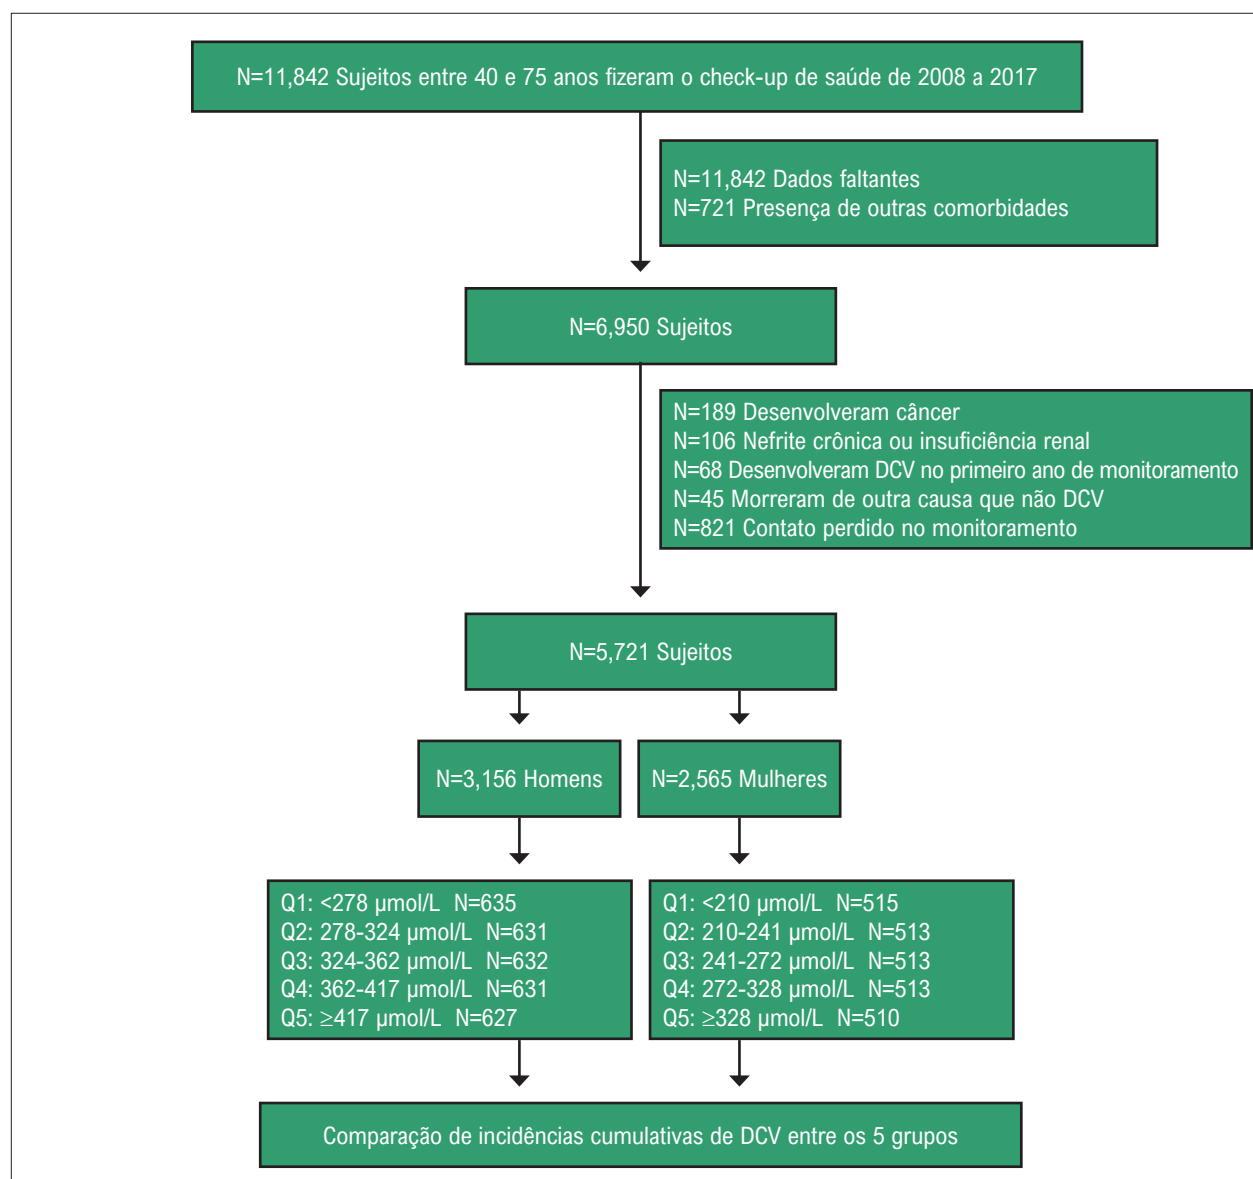 N=11,842 Sujeitos entre 40 e 75 anos fizeram o check-up de saúde de 2008 a 2017
N=11,842 Dados faltantes
N=721 Presença de outras comorbidades
N=6,950 Sujeitos
N=189 Desenvolveram câncer
N=106 Nefrite crônica ou insuficiência renal
N=68 Desenvolveram DCV no primeiro ano de monitoramento
N=45 Morreram de outra causa que não DCV
N=821 Contato perdido no monitoramento
N=5,721 Sujeitos
N=3,156 Homens
N=2,565 Mulheres
Q1: <278 µmol/L N=635
Q2: 278-324 µmol/L N=631
Q3: 324-362 µmol/L N=632
Q4: 362-417 µmol/L N=631
Q5: ≥417 µmol/L N=627
Q1: <210 µmol/L N=515
Q2: 210-241 µmol/L N=513
Q3: 241-272 µmol/L N=513
Q4: 272-328 µmol/L N=513
Q5: ≥328 µmol/L N=510
Comparação de incidências cumulativas de DCV entre os 5 grupos